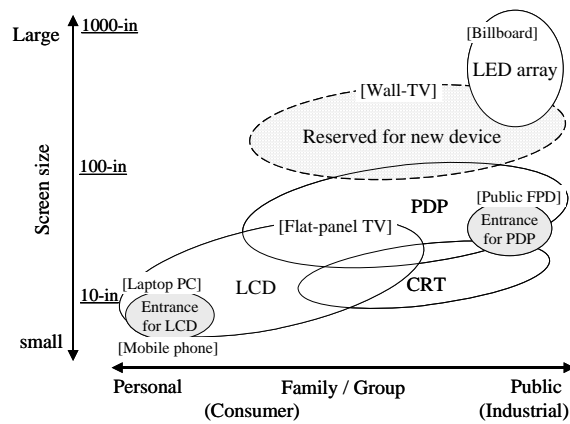 Large
1000-in
[Billboard]
LED array
[Wall-TV]
Reserved for new device
100-in
Screen size
PDP
[Public FPD]
Entrance
for PDP
[Flat-panel TV]
[Laptop PC]
LCD
CRT
10-in
Entrance
for LCD
small
[Mobile phone]
Personal
Family / Group
Public
(Consumer)
(Industrial)